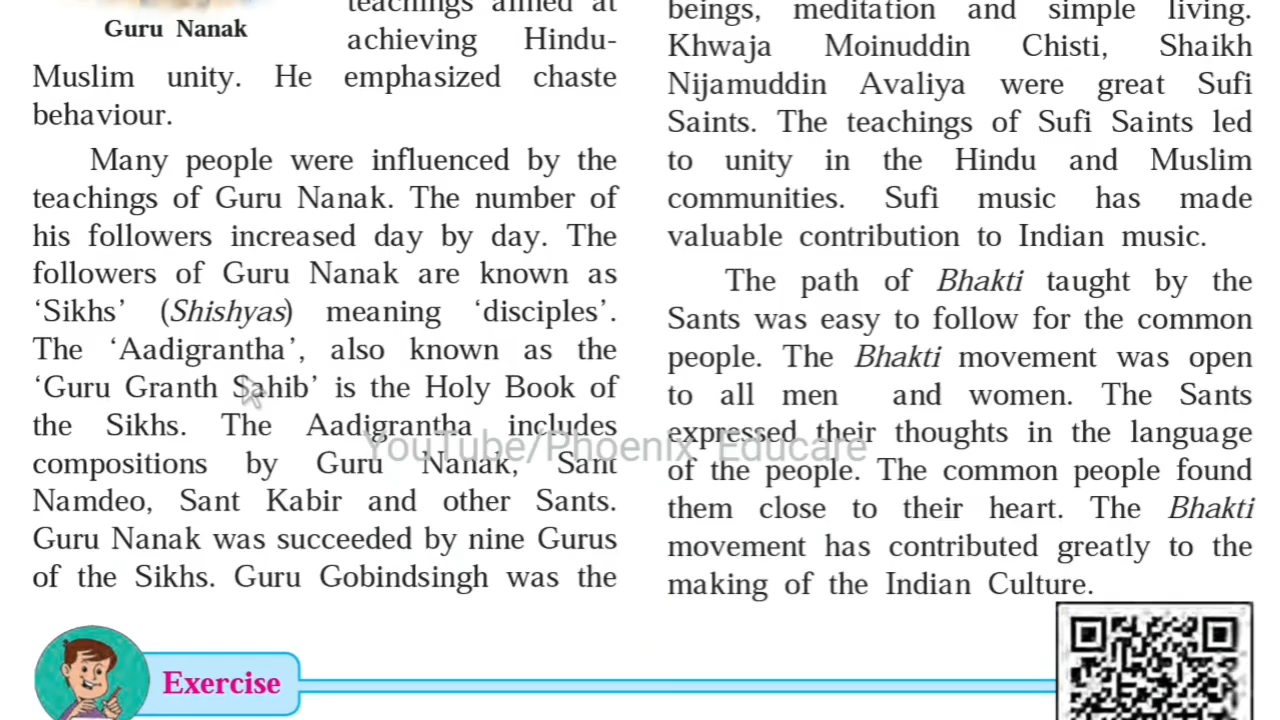 teachings aimed at
Guru Nanak
achieving Hindu-
Muslim unity. He emphasized chaste
behaviour.
Many people were influenced by the
teachings of Guru Nanak. The number of
his followers increased day by day. The
followers of Guru Nanak are known as
‘Sikhs’ (Shishyas) meaning ‘disciples’.
The ‘Aadigrantha’, also known as the
‘Guru Granth Sahib’ is the Holy Book of
the Sikhs. The Aadigrantha includes
compositions by Guru Nanak, Sant
Namdeo, Sant Kabir and other Sants.
Guru Nanak was succeeded by nine Gurus
of the Sikhs. Guru Gobindsingh was the
beings, meditation and simple living.
Khwaja Moinuddin Chisti, Shaikh
Nijamuddin Avaliya were great Sufi
Saints. The teachings of Sufi Saints led
to unity in the Hindu and Muslim
communities. Sufi music has made
valuable contribution to Indian music.
The path of Bhakti taught by the
Sants was easy to follow for the common
people. The Bhakti movement was open
to all men and women. The Sants
expressed their thoughts in the language
of the people. The common people found
them close to their heart. The Bhakti
movement has contributed greatly to the
making of the Indian Culture.
YouTube/Phoenix Educare
Exercise